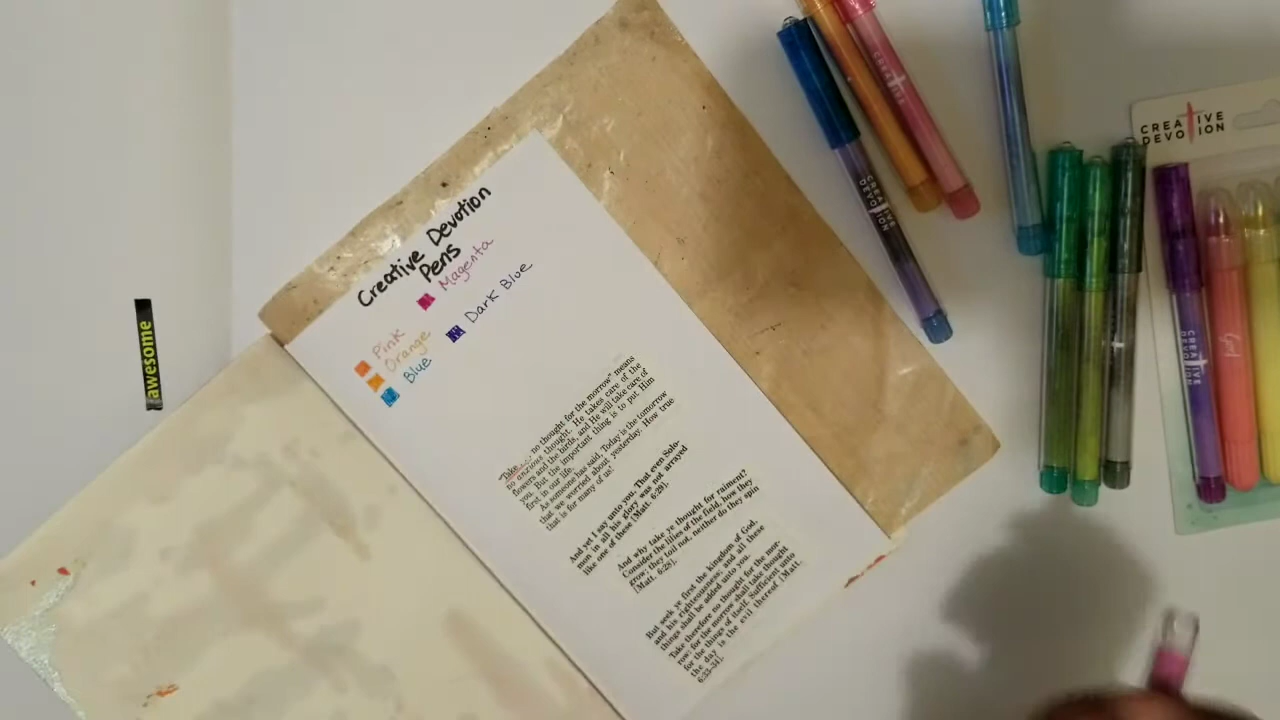 Creative Devotion
Pens
Magenta
Dark Blue
Pink
Orange
Blue
"Take . . . no thought for the morrow" means
no anxious thought. He takes care of the
flowers and the birds, and He will take care of
you. But the important thing is to put Him
first in our life.
As someone has said, Today is the tomorrow
that we worried about yesterday. How true
that is for many of us!
And yet I say unto you, That even Solo-
mon in all his glory was not arrayed
like one of these [Matt. 6:29].
And why take ye thought for raiment?
Consider the lilies of the field, how they
grow; they toil not, neither do they spin
[Matt. 6:28].
But seek ye first the kingdom of God,
and his righteousness; and all these
things shall be added unto you.
Take therefore no thought for the mor-
row: for the morrow shall take thought
for the things of itself. Sufficient unto
the day is the evil thereof [Matt.
6:33–34].
awesome
CREATIVE
DEVOTION
CREATIVE
CREATIVE
DEVOTION
CREATIVE
DEVOTION
Gel